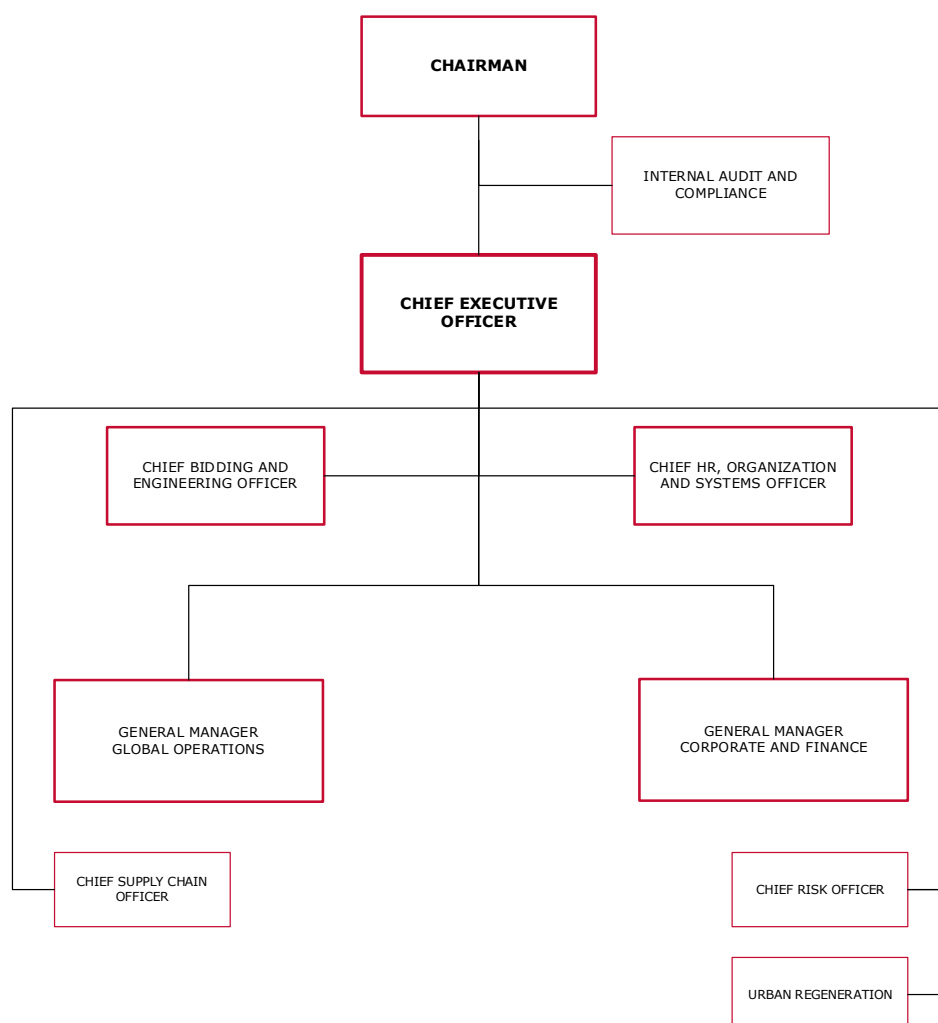 CHAIRMAN
INTERNAL AUDIT AND
COMPLIANCE
CHIEF EXECUTIVE
OFFICER
CHIEF BIDDING AND
ENGINEERING OFFICER
CHIEF HR, ORGANIZATION
AND SYSTEMS OFFICER
GENERAL MANAGER
GLOBAL OPERATIONS
GENERAL MANAGER
CORPORATE AND FINANCE
CHIEF SUPPLY CHAIN
OFFICER
CHIEF RISK OFFICER
URBAN REGENERATION